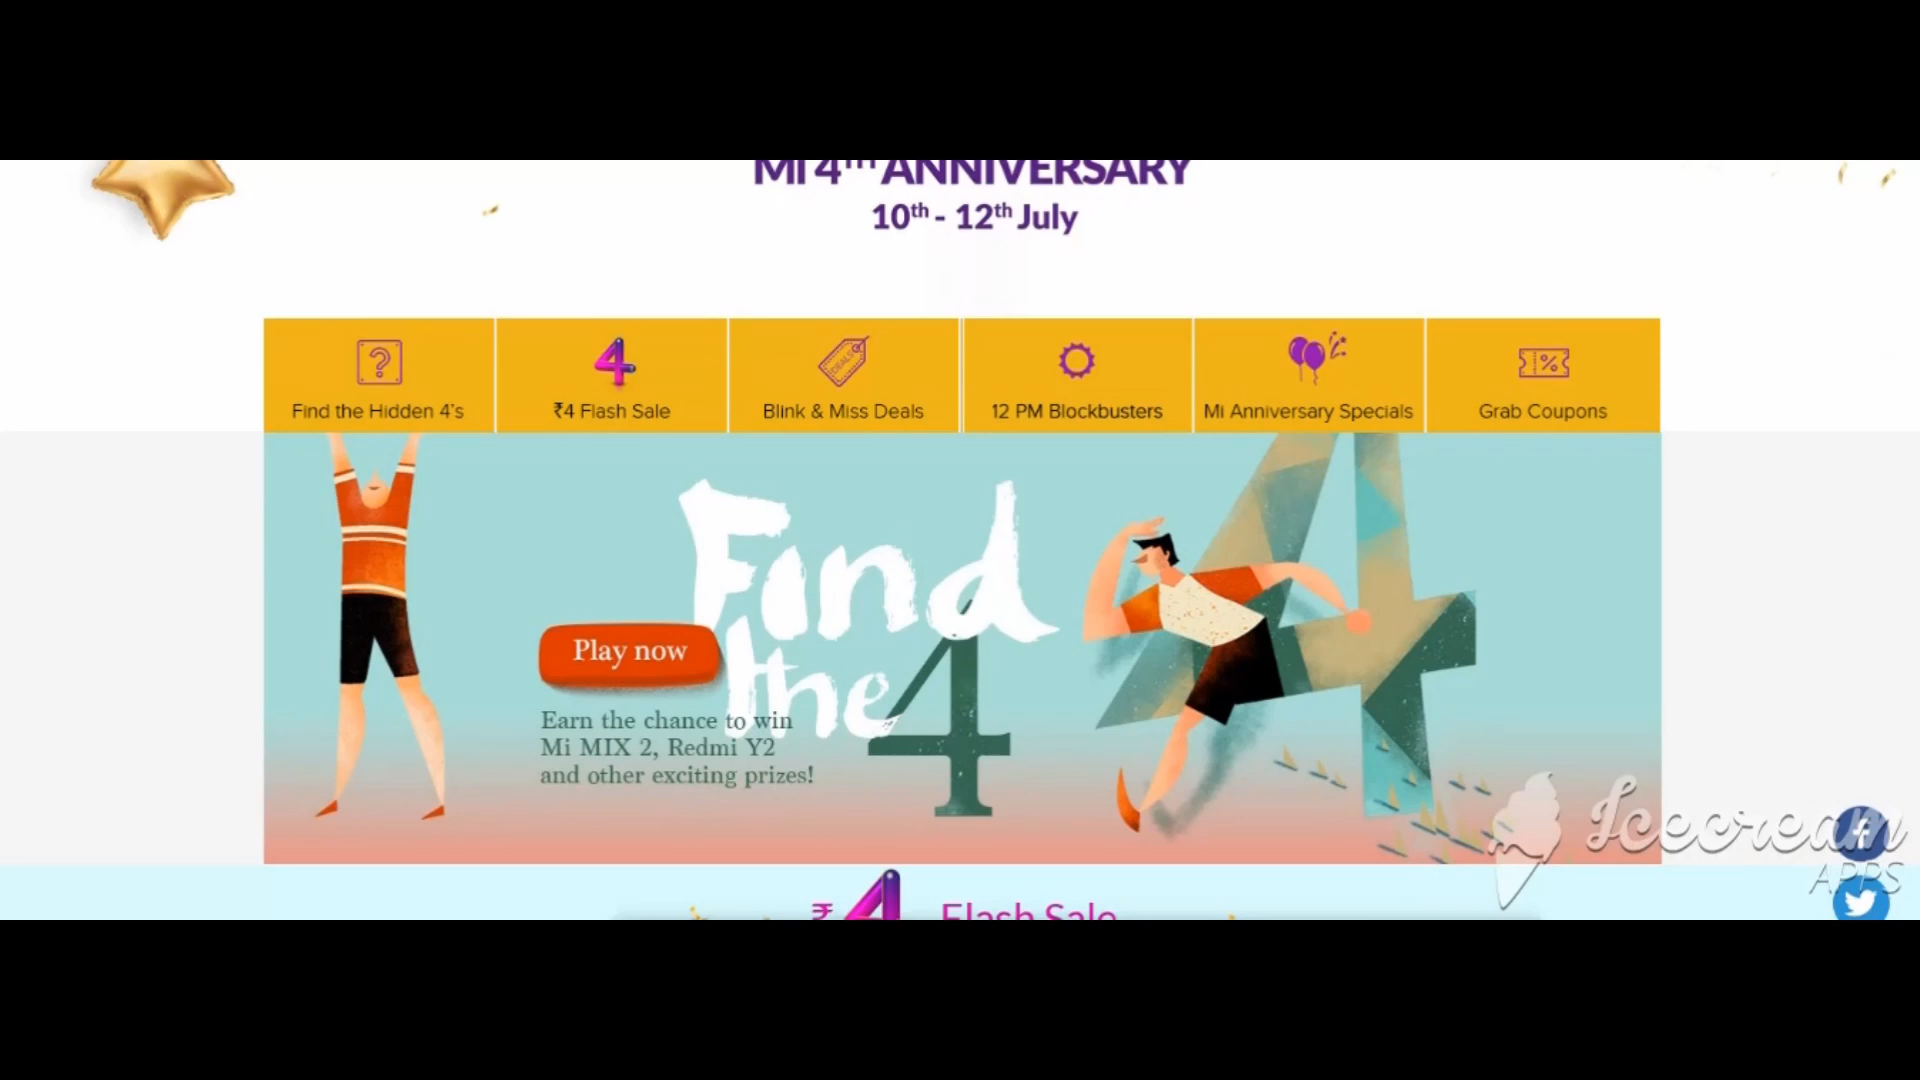 MI 4th ANNIVERSARY
10th - 12th July
Find the Hidden 4's
₹4 Flash Sale
Blink & Miss Deals
DEALS
12 PM Blockbusters
Mi Anniversary Specials
Grab Coupons
Find
the
4
Play now
Earn the chance to win
Mi MIX 2, Redmi Y2
and other exciting prizes!
Icecream
APPS
₹4 Flash Sale